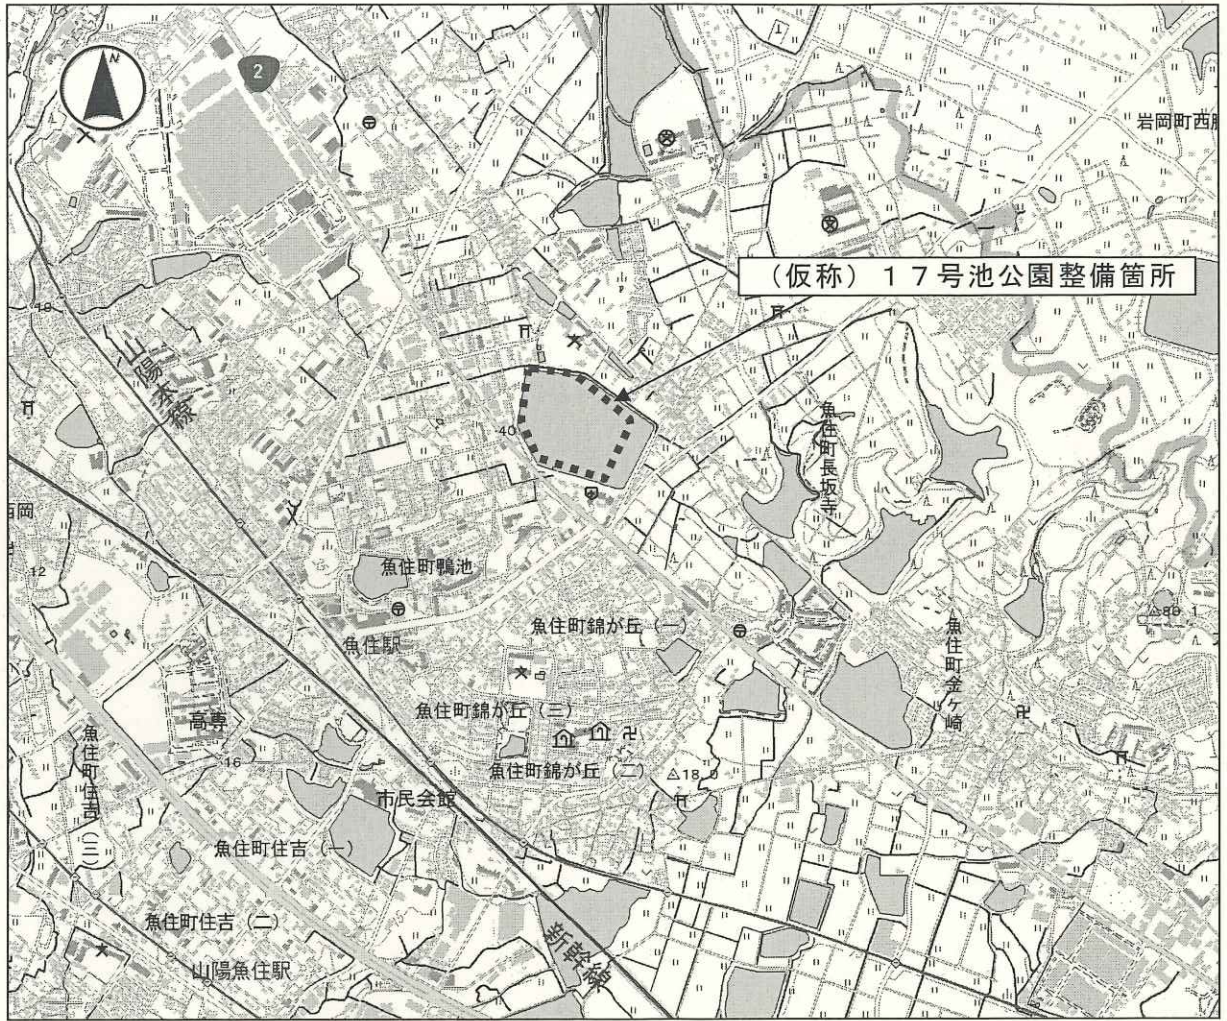 N
2
岩岡町西
(仮称)17号池公園整備箇所
18
山陽本線
40
魚住町長坂寺
西岡
12
魚住町鴨池
魚住駅
魚住町錦が丘(一)
80.1
魚住町金ケ崎
高専
魚住町錦が丘(三)
16
魚住町錦が丘(二)
18.0
魚住町住吉(三)
市民会館
魚住町住吉(一)
魚住町住吉(二)
山陽魚住駅
新幹線